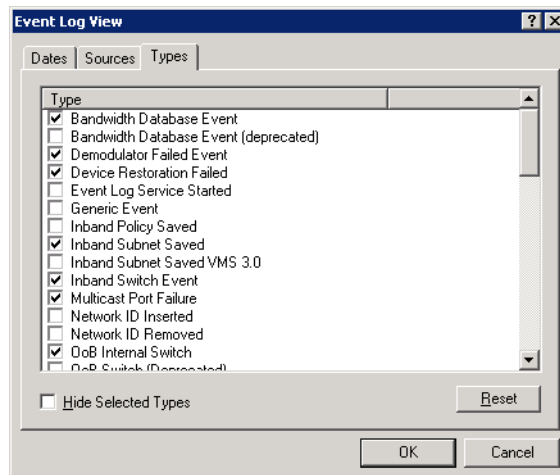 Event Log View
Dates Sources Types
Type
Bandwidth Database Event
Bandwidth Database Event (deprecated)
Demodulator Failed Event
Device Restoration Failed
Event Log Service Started
Generic Event
Inband Policy Saved
Inband Subnet Saved
Inband Subnet Saved VMS 3.0
Inband Switch Event
Multicast Port Failure
Network ID Inserted
Network ID Removed
OoB Internal Switch
OoB Switch (Deprecated)
Hide Selected Types Reset
OK Cancel